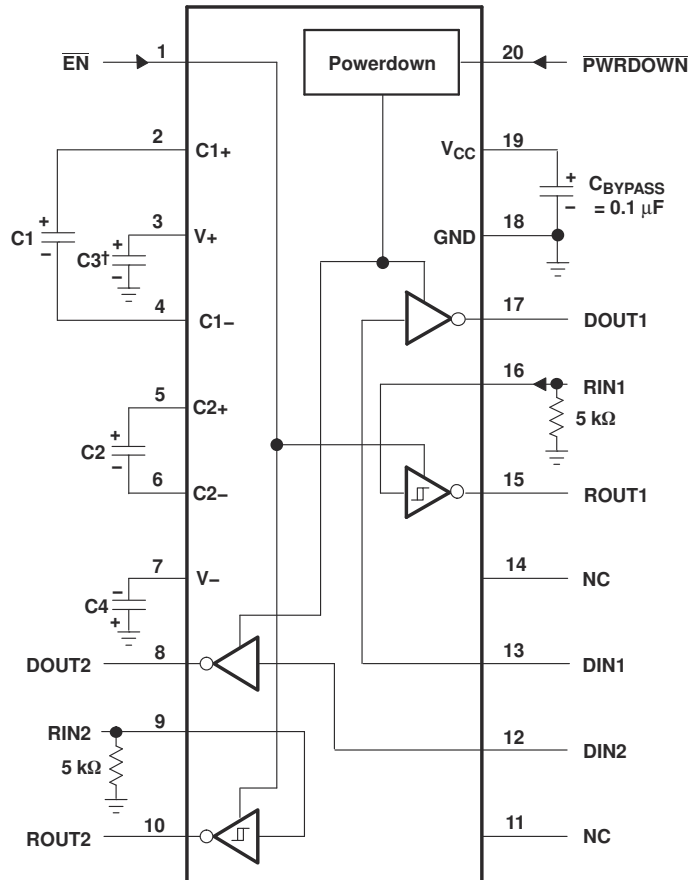 E̅N̅ 1
Powerdown
20 P̅W̅R̅D̅O̅W̅N̅
2 C1+
VCC 19
+
−
CBYPASS
= 0.1 μF
C1
+
−
3 V+
C3†
+
−
GND 18
4 C1−
17 DOUT1
16 RIN1
5 kΩ
5 C2+
C2
+
−
6 C2−
15 ROUT1
7 V−
C4
−
+
14 NC
DOUT2 8
13 DIN1
RIN2 9
5 kΩ
12 DIN2
ROUT2 10
11 NC